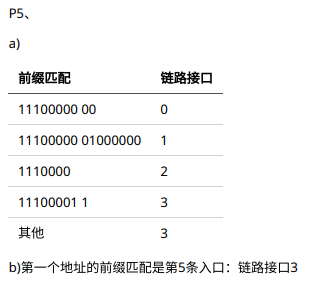 P5、
a)
前缀匹配 链路接口
11100000 00 0
11100000 01000000 1
1110000 2
11100001 1 3
其他 3
b)第一个地址的前缀匹配是第5条入口：链路接口3